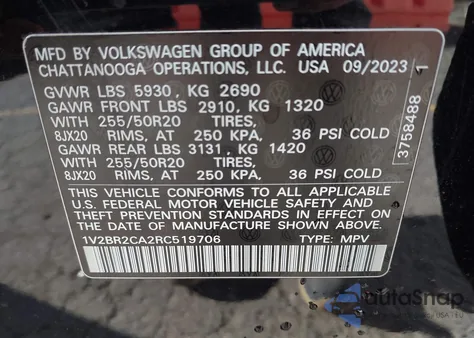 MFD BY VOLKSWAGEN GROUP OF AMERICA
CHATTANOOGA OPERATIONS, LLC. USA 09/2023
GVWR LBS 5930, KG 2690
GAWR FRONT LBS 2910, KG 1320
WITH 255/50R20 TIRES,
8JX20 RIMS, AT 250 KPA, 36 PSI COLD
GAWR REAR LBS 3131, KG 1420
WITH 255/50R20 TIRES,
8JX20 RIMS, AT 250 KPA, 36 PSI COLD
THIS VEHICLE CONFORMS TO ALL APPLICABLE
U.S. FEDERAL MOTOR VEHICLE SAFETY AND
THEFT PREVENTION STANDARDS IN EFFECT ON THE
DATE OF MANUFACTURE SHOWN ABOVE.
1V2BR2CA2RC519706 TYPE: MPV
3758488 1
autoSnap